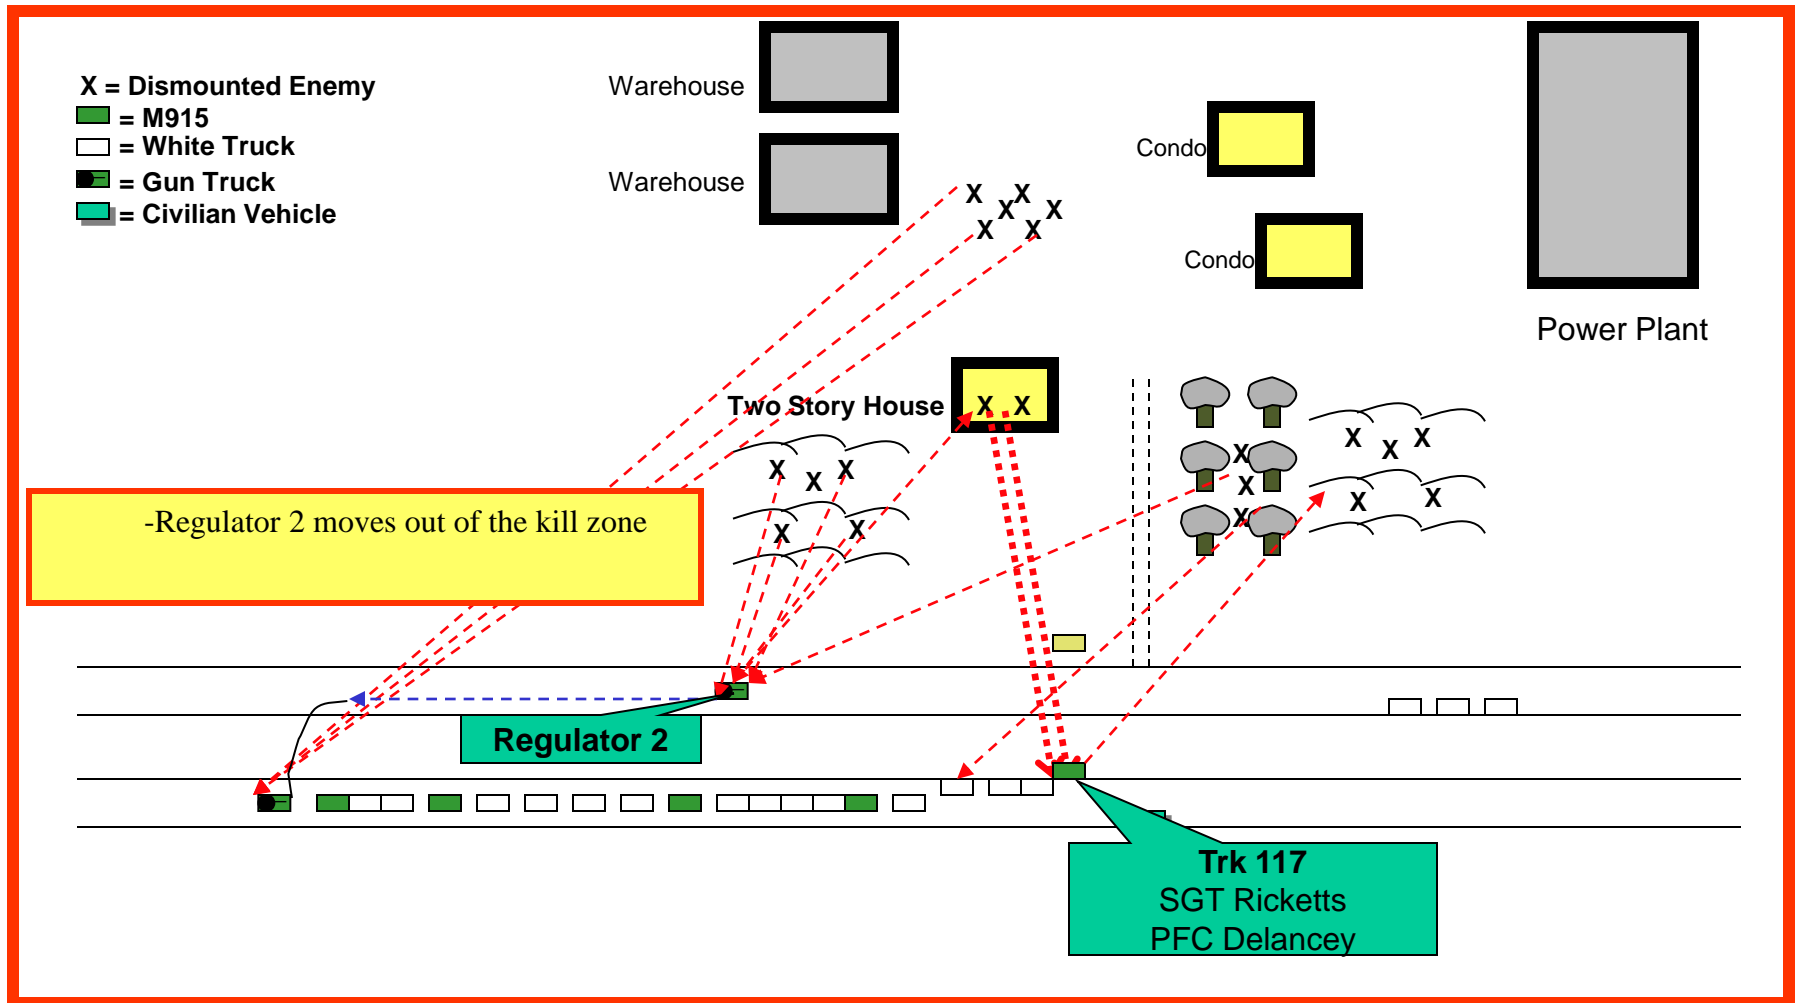 X = Dismounted Enemy
= M915
= White Truck
= Gun Truck
= Civilian Vehicle
Warehouse
Warehouse
Condo
Condo
Power Plant
X X
X X
X X
Two Story House
X X
X X X
X X
X
X
X
X X X
X X
-Regulator 2 moves out of the kill zone
Regulator 2
Trk 117
SGT Ricketts
PFC Delancey